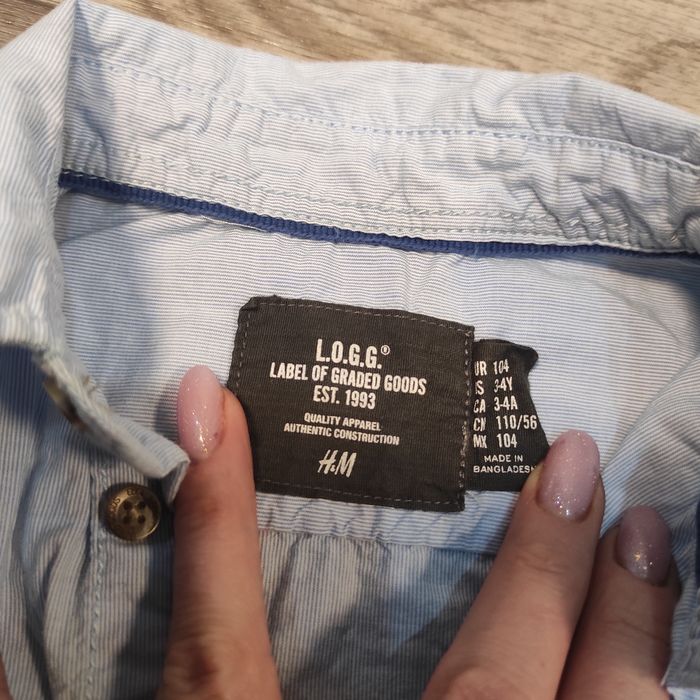 L.O.G.G.®
LABEL OF GRADED GOODS
EST. 1993
QUALITY APPAREL
AUTHENTIC CONSTRUCTION
H&M
UR 104
S 3-4Y
CA 3-4A
CN 110/56
MX 104
MADE IN
BANGLADESH